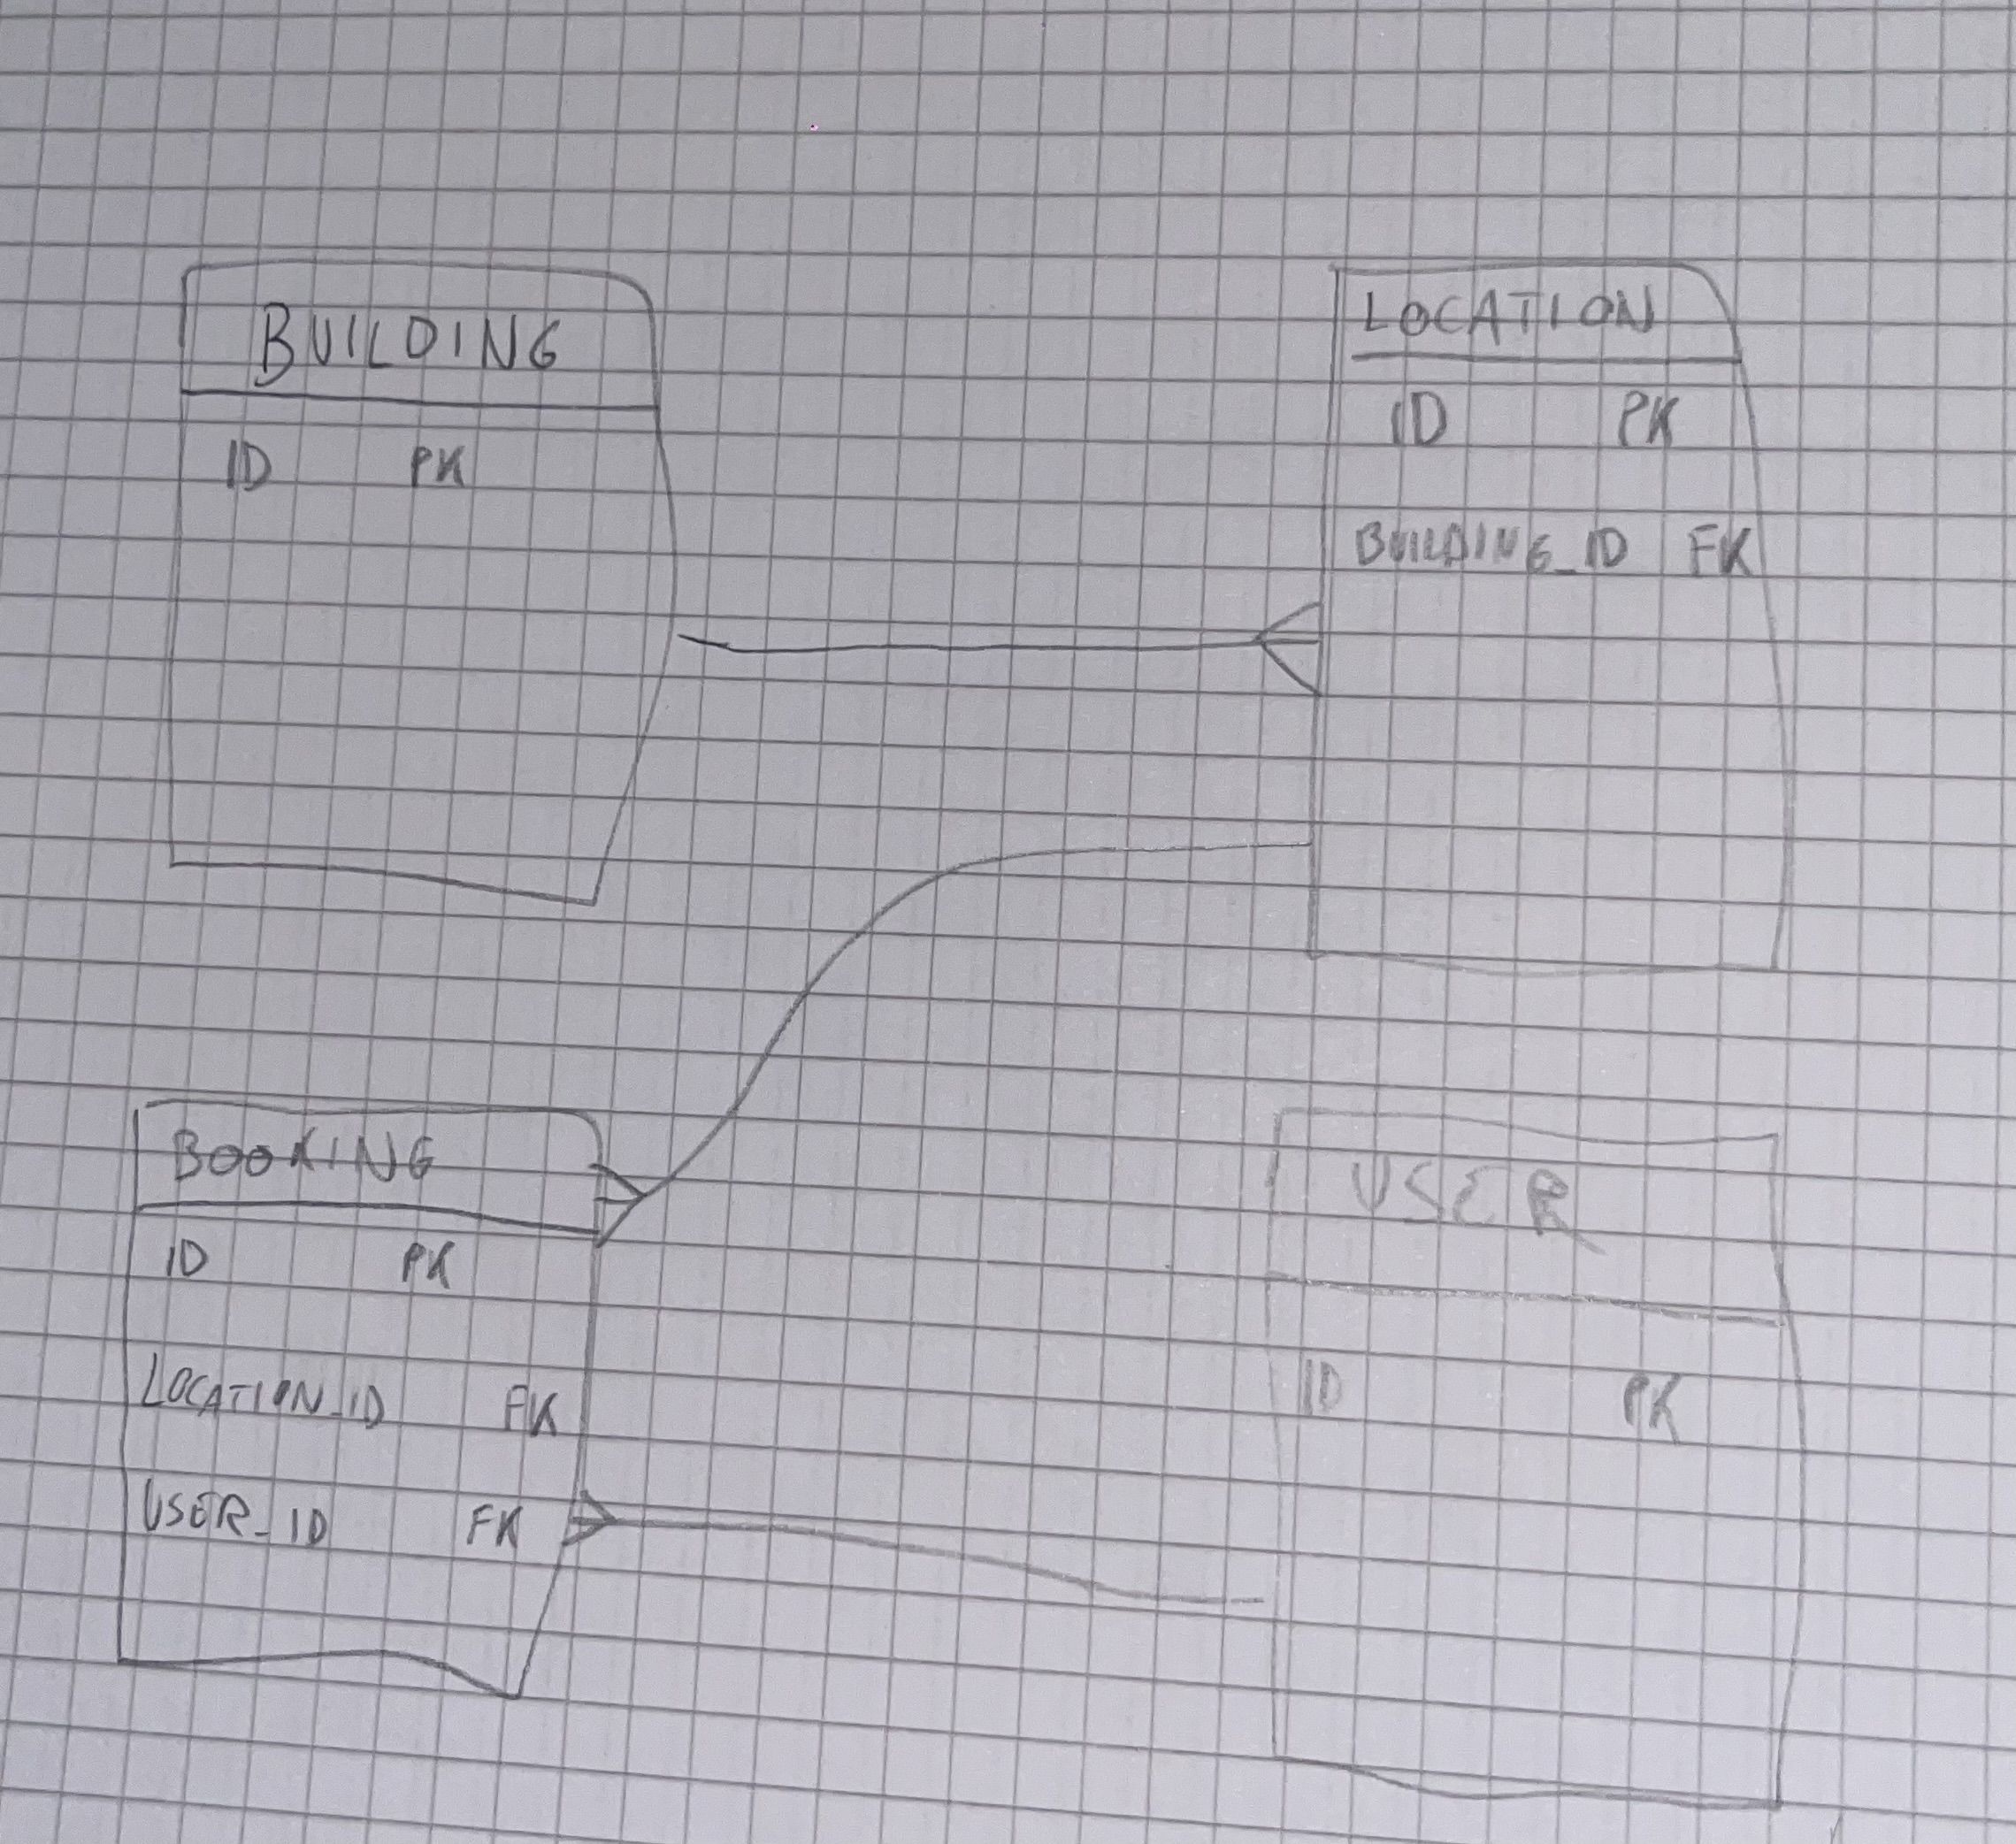 BUILDING
ID PK
LOCATION
ID PK
BUILDING_ID FK
BOOKING
ID PK
LOCATION_ID FK
USER_ID FK
USER
ID PK